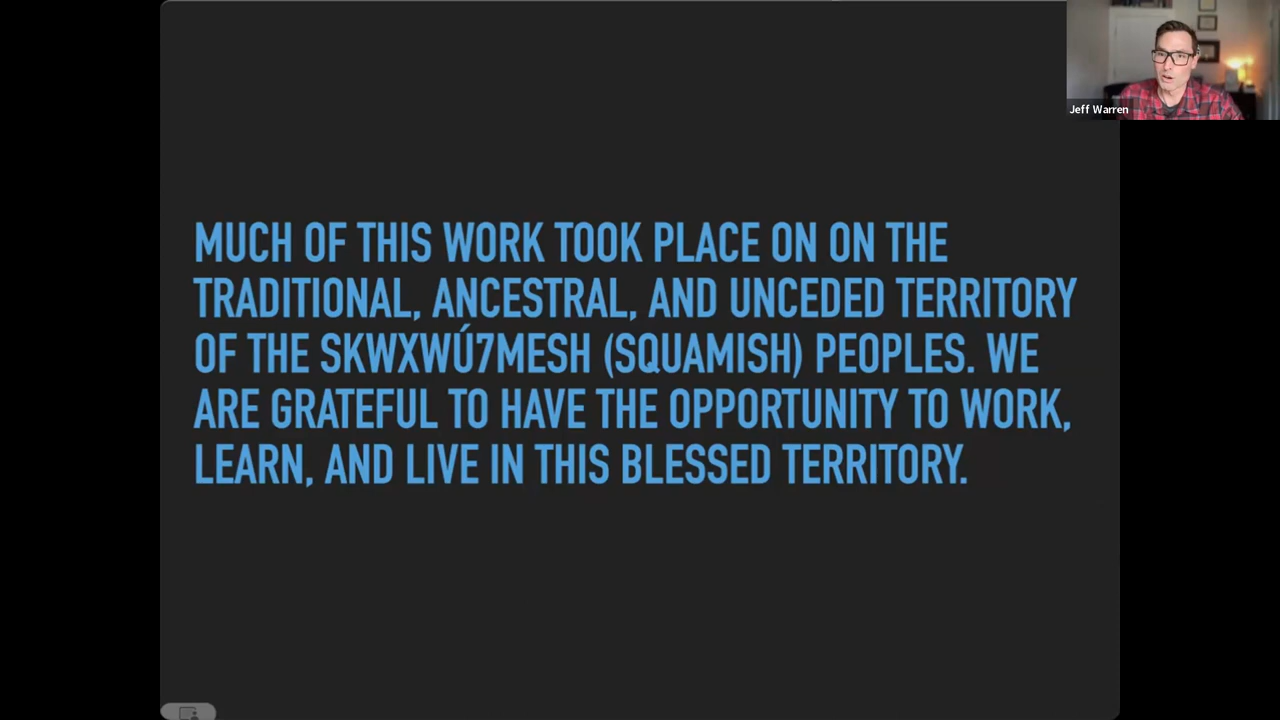 Jeff Warren
MUCH OF THIS WORK TOOK PLACE ON ON THE
TRADITIONAL, ANCESTRAL, AND UNCEDED TERRITORY
OF THE SKWXWÚ7MESH (SQUAMISH) PEOPLES. WE
ARE GRATEFUL TO HAVE THE OPPORTUNITY TO WORK,
LEARN, AND LIVE IN THIS BLESSED TERRITORY.